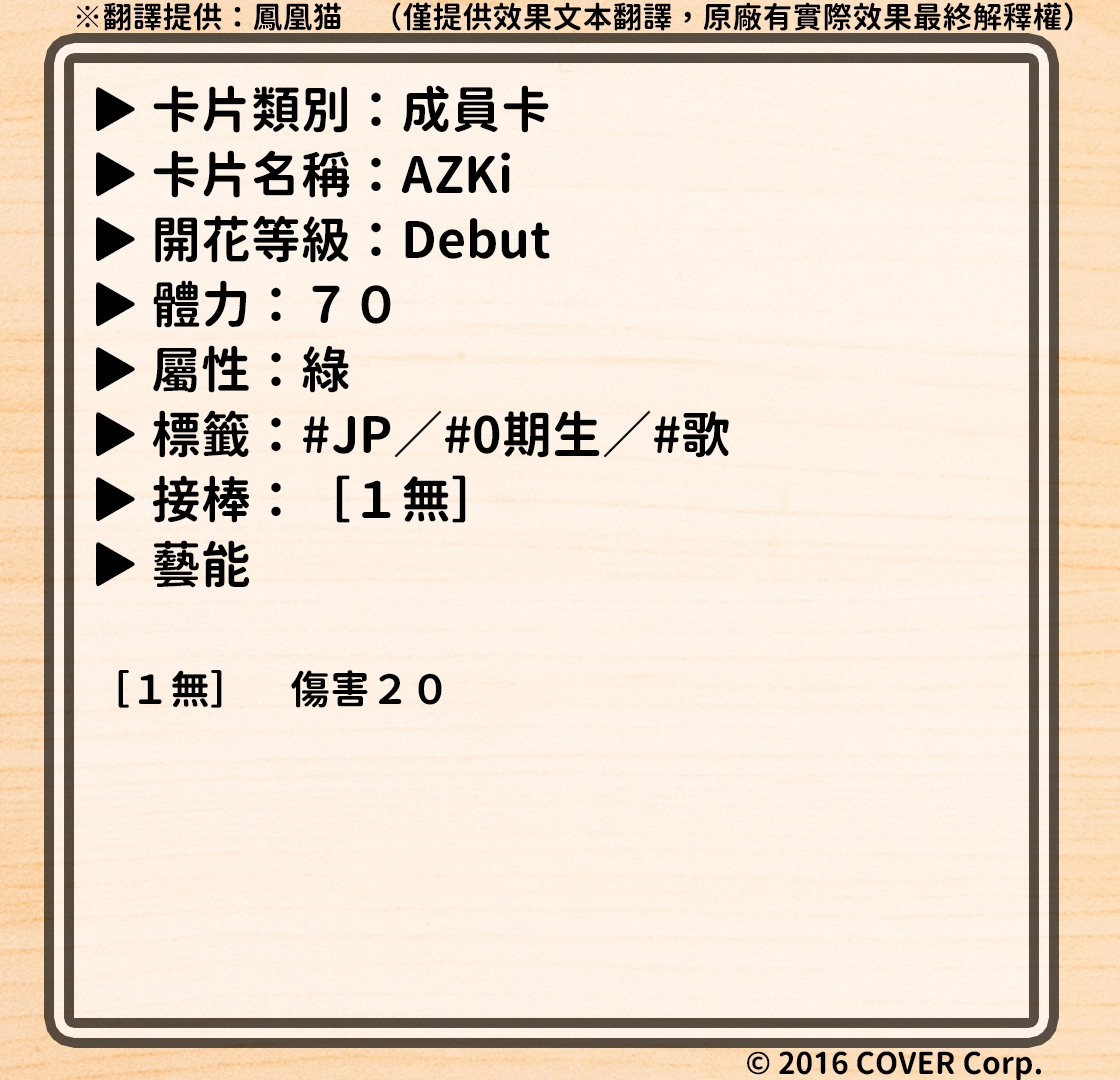 ※翻譯提供：鳳凰猫　（僅提供效果文本翻譯，原廠有實際效果最終解釋權）
▶ 卡片類別：成員卡
▶ 卡片名稱：AZKi
▶ 開花等級：Debut
▶ 體力：７０
▶ 屬性：綠
▶ 標籤：#JP／#0期生／#歌
▶ 接棒：［１無］
▶ 藝能
［１無］　傷害２０
© 2016 COVER Corp.